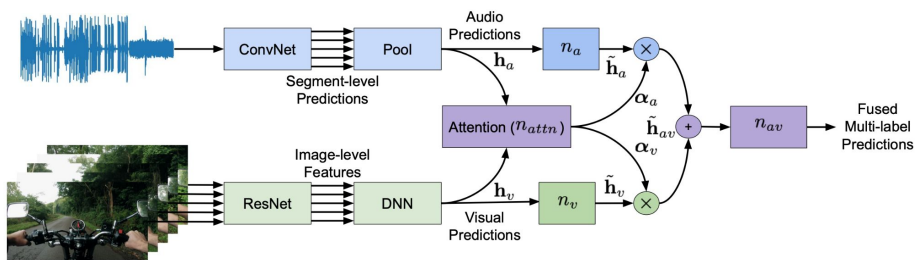 Audio
Predictions
ConvNet
Pool
n_a
×
h_a
h̃_a
Segment-level
Predictions
α_a
Attention (n_attn)
h̃_av
+
n_av
Fused
Multi-label
Predictions
α_v
Image-level
Features
ResNet
DNN
h_v
h̃_v
n_v
×
Visual
Predictions